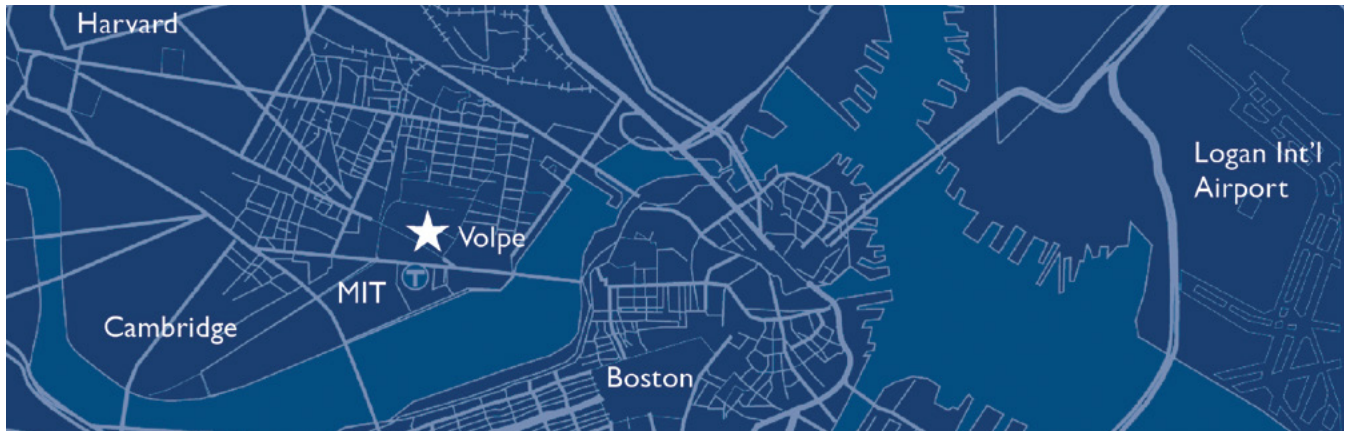 Harvard
Logan Int'l
Airport
Volpe
T
MIT
Cambridge
Boston